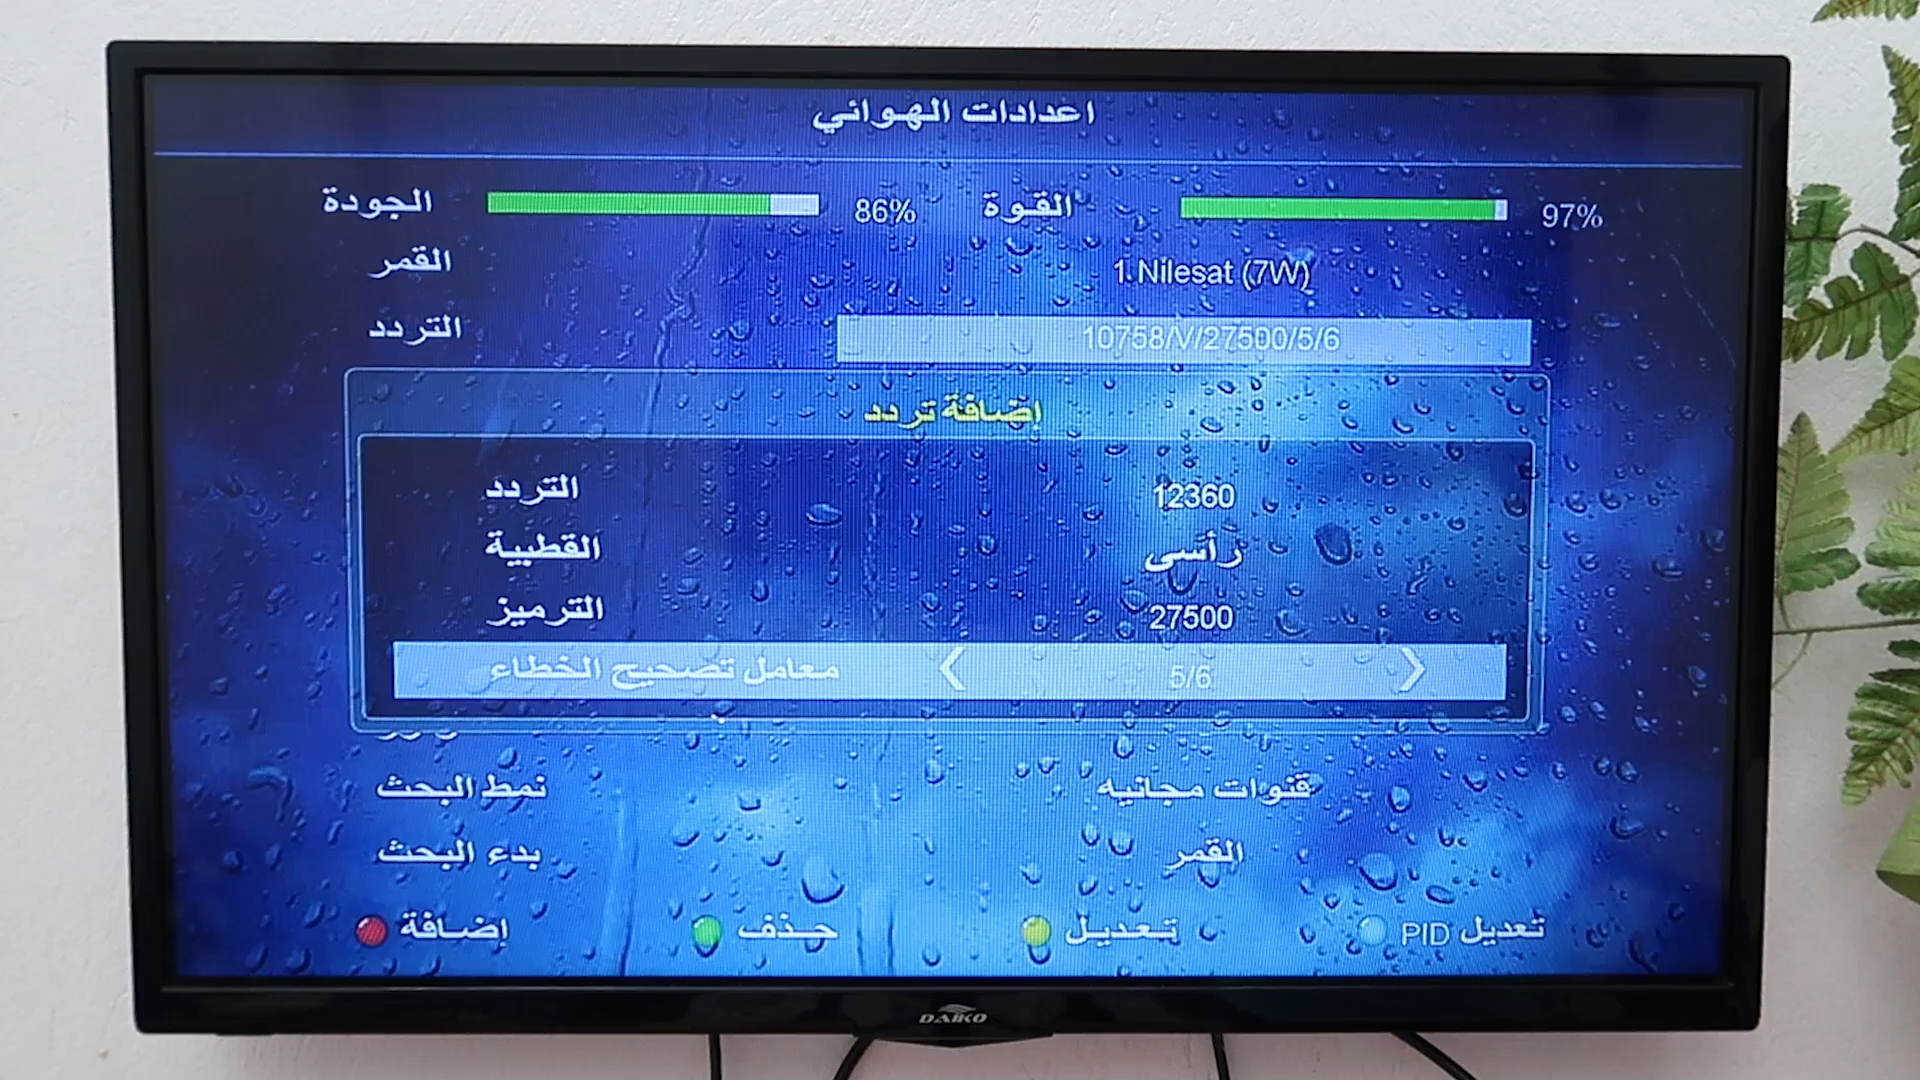 اعدادات الهوائي
الجودة 86% القوة 97%
القمر 1.Nilesat (7W)
التردد 10758/V/27500/5/6
إضافة تردد
التردد 12360
القطبية رأسى
الترميز 27500
معامل تصحيح الخطاء 5/6
نمط البحث قنوات مجانيه
بدء البحث القمر
إضافة حذف تعديل تعديل PID
DAIKO